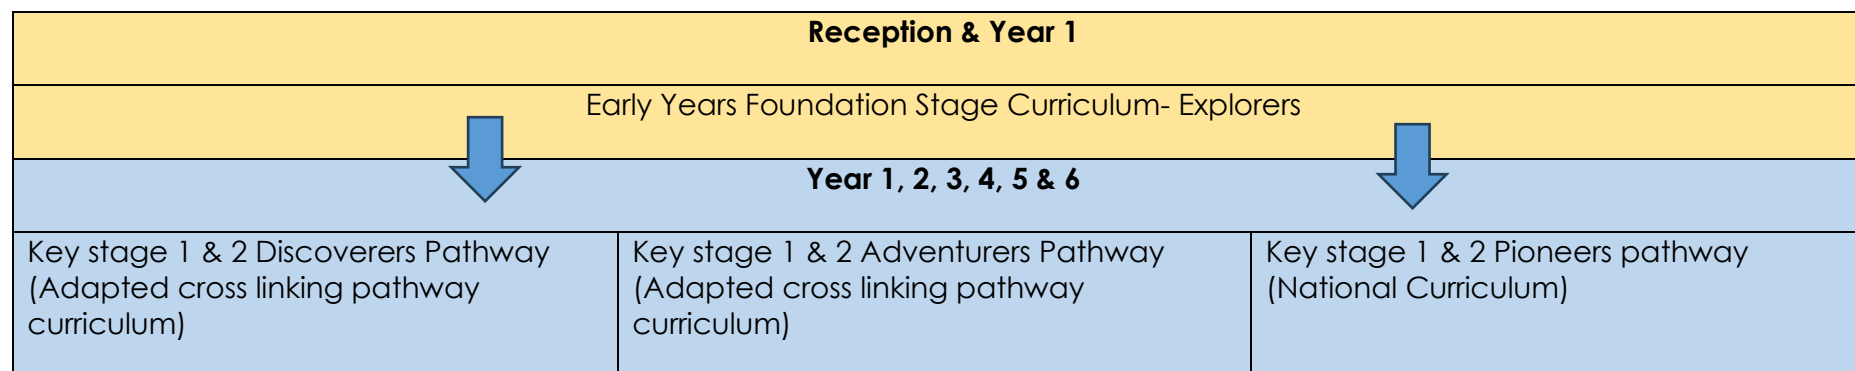 Reception & Year 1
Early Years Foundation Stage Curriculum- Explorers
Year 1, 2, 3, 4, 5 & 6
Key stage 1 & 2 Discoverers Pathway
(Adapted cross linking pathway
curriculum)
Key stage 1 & 2 Adventurers Pathway
(Adapted cross linking pathway
curriculum)
Key stage 1 & 2 Pioneers pathway
(National Curriculum)